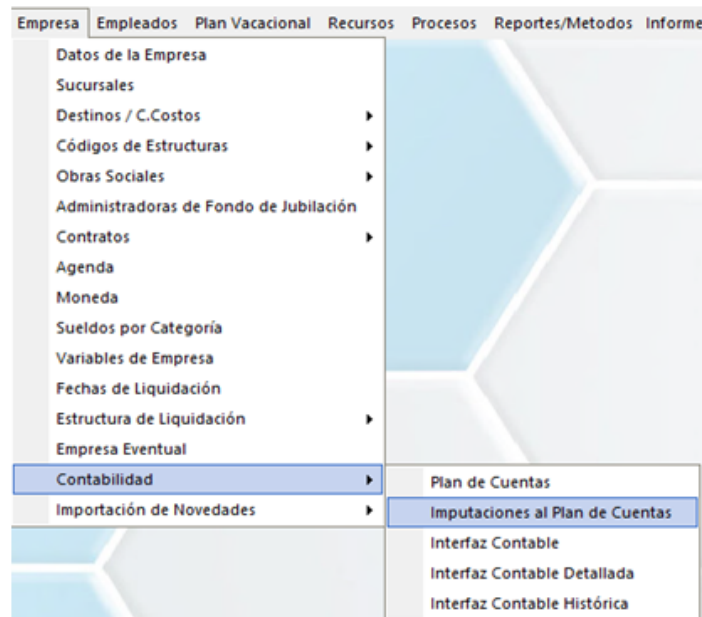 Empresa Empleados Plan Vacacional Recursos Procesos Reportes/Metodos Informe
Datos de la Empresa
Sucursales
Destinos / C.Costos
Códigos de Estructuras
Obras Sociales
Administradoras de Fondo de Jubilación
Contratos
Agenda
Moneda
Sueldos por Categoría
Variables de Empresa
Fechas de Liquidación
Estructura de Liquidación
Empresa Eventual
Contabilidad
Importación de Novedades
Plan de Cuentas
Imputaciones al Plan de Cuentas
Interfaz Contable
Interfaz Contable Detallada
Interfaz Contable Histórica